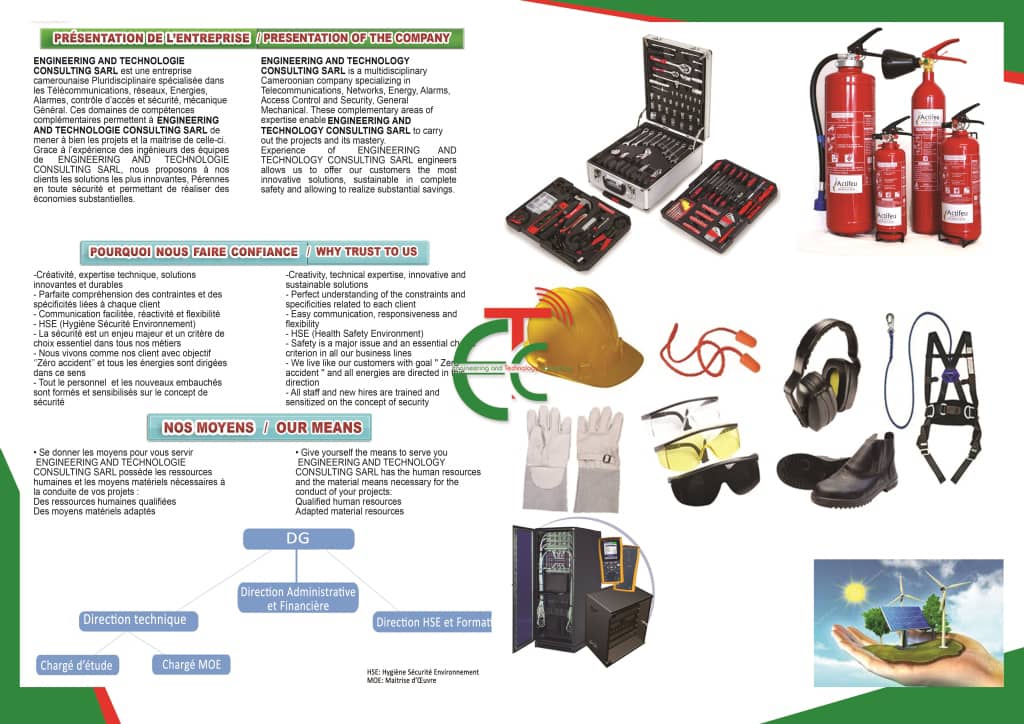 PRÉSENTATION DE L'ENTREPRISE / PRESENTATION OF THE COMPANY
ENGINEERING AND TECHNOLOGIE
CONSULTING SARL est une entreprise
camerounaise Pluridisciplinaire spécialisée dans
les Télécommunications, réseaux, Energies,
Alarmes, contrôle d'accès et sécurité, mécanique
Général. Ces domaines de compétences
complémentaires permettent à ENGINEERING
AND TECHNOLOGIE CONSULTING SARL de
mener à bien les projets et la maitrise de celle-ci.
Grace à l'expérience des ingénieurs des équipes
de ENGINEERING AND TECHNOLOGIE
CONSULTING SARL, nous proposons à nos
clients les solutions les plus innovantes, Pérennes
en toute sécurité et permettant de réaliser des
économies substantielles.
ENGINEERING AND TECHNOLOGY
CONSULTING SARL is a multidisciplinary
Cameroonian company specializing in
Telecommunications, Networks, Energy, Alarms,
Access Control and Security, General
Mechanical. These complementary areas of
expertise enable ENGINEERING AND
TECHNOLOGY CONSULTING SARL to carry
out the projects and its mastery.
Experience of ENGINEERING AND
TECHNOLOGY CONSULTING SARL engineers
allows us to offer our customers the most
innovative solutions, sustainable in complete
safety and allowing to realize substantial savings.
POURQUOI NOUS FAIRE CONFIANCE / WHY TRUST TO US
-Créativité, expertise technique, solutions
innovantes et durables
- Parfaite compréhension des contraintes et des
spécificités liées à chaque client
- Communication facilitée, réactivité et flexibilité
- HSE (Hygiène Sécurité Environnement)
- La sécurité est un enjeu majeur et un critère de
choix essentiel dans tous nos métiers
- Nous vivons comme nos client avec objectif
''Zéro accident'' et tous les énergies sont dirigées
dans ce sens
- Tout le personnel et les nouveaux embauchés
sont formés et sensibilisés sur le concept de
sécurité
-Creativity, technical expertise, innovative and
sustainable solutions
- Perfect understanding of the constraints and
specificities related to each client
- Easy communication, responsiveness and
flexibility
- HSE (Health Safety Environment)
- Safety is a major issue and an essential ch
criterion in all our business lines
- We live like our customers with goal " Zero
accident " and all energies are directed in this
direction
- All staff and new hires are trained and
sensitized on the concept of security
ETC
Engineering and Technology
NOS MOYENS / OUR MEANS
• Se donner les moyens pour vous servir
ENGINEERING AND TECHNOLOGIE
CONSULTING SARL possède les ressources
humaines et les moyens matériels nécessaires à
la conduite de vos projets :
Des ressources humaines qualifiées
Des moyens matériels adaptés
• Give yourself the means to serve you
ENGINEERING AND TECHNOLOGY
CONSULTING SARL has the human resources
and the material means necessary for the
conduct of your projects:
Qualified human resources
Adapted material resources
DG
Direction Administrative
et Financière
Direction technique
Direction HSE et Format
Chargé d'étude
Chargé MOE
HSE: Hygiène Sécurité Environnement
MOE: Maitrise d'Œuvre
Actifeu
Actifeu
Actifeu
Actifeu